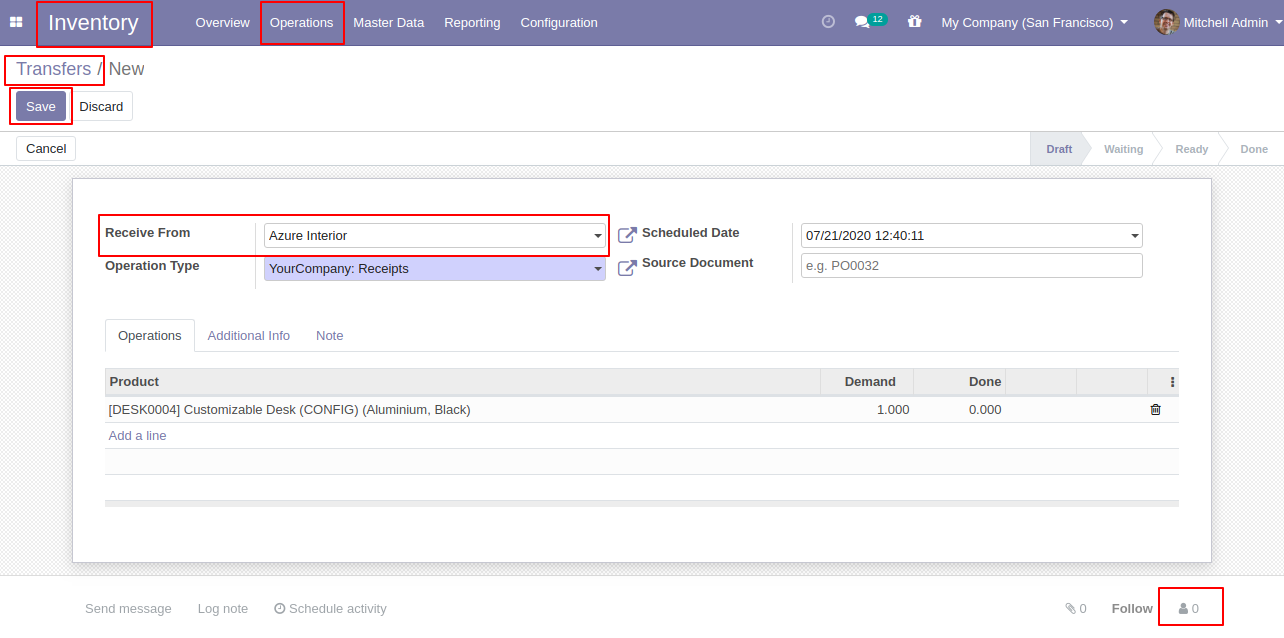 Inventory Overview Operations Master Data Reporting Configuration 12 My Company (San Francisco) Mitchell Admin
Transfers / New
Save Discard
Cancel Draft Waiting Ready Done
Receive From Azure Interior Scheduled Date 07/21/2020 12:40:11
Operation Type YourCompany: Receipts Source Document e.g. PO0032
Operations Additional Info Note
Product Demand Done
[DESK0004] Customizable Desk (CONFIG) (Aluminium, Black) 1.000 0.000
Add a line
Send message Log note Schedule activity 0 Follow 0